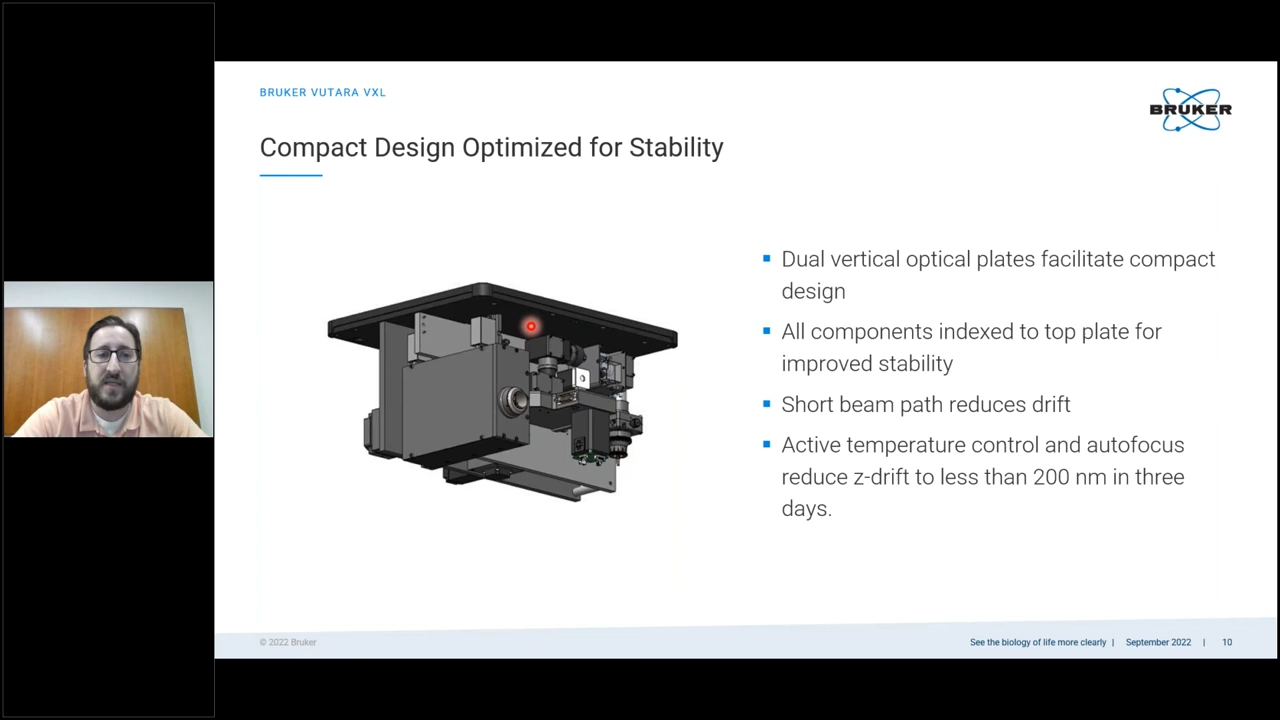 BRUKER VUTARA VXL
BRUKER
Compact Design Optimized for Stability
Dual vertical optical plates facilitate compact
design
All components indexed to top plate for
improved stability
Short beam path reduces drift
Active temperature control and autofocus
reduce z-drift to less than 200 nm in three
days.
© 2022 Bruker
See the biology of life more clearly | September 2022 | 10